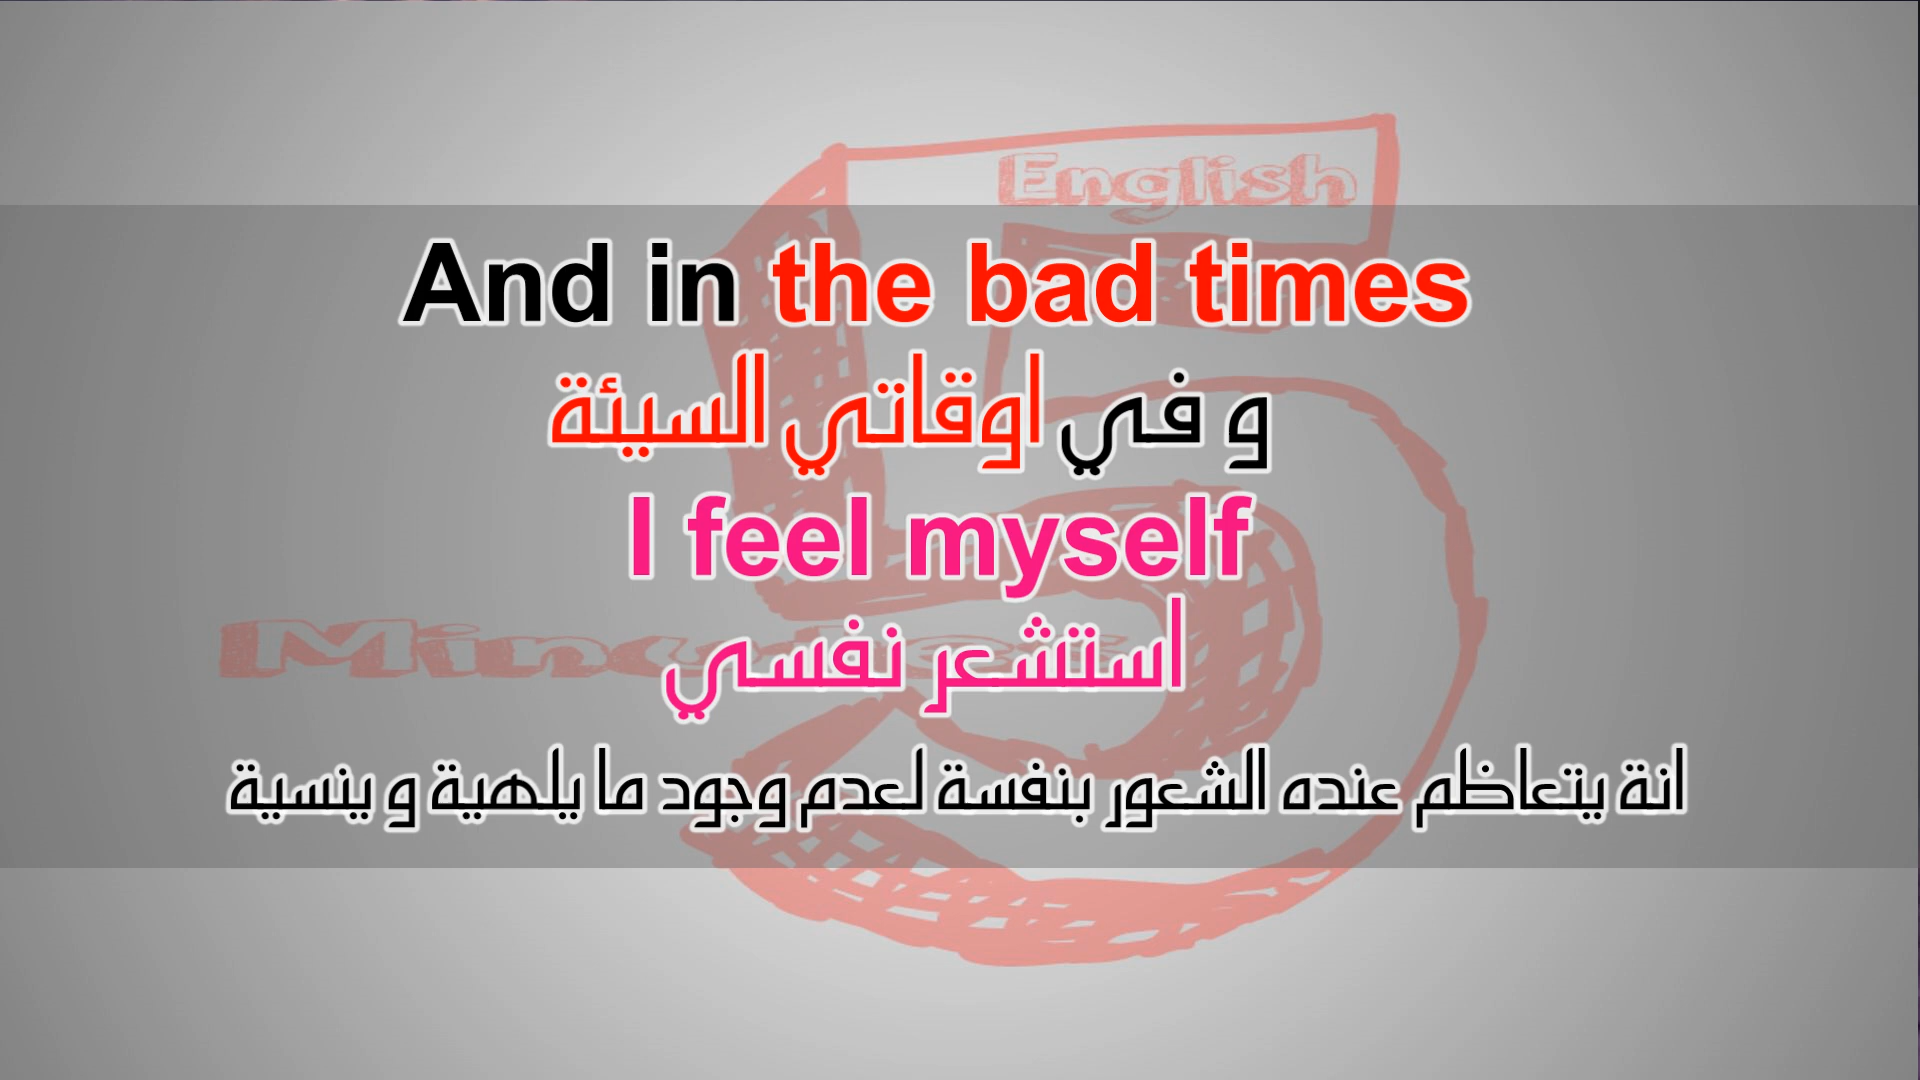 English
And in the bad times
و في اوقاتي السيئة
I feel myself
استشعر نفسي
Minutes
انة يتعاظم عنده الشعور بنفسة لعدم وجود ما يلهية و ينسية